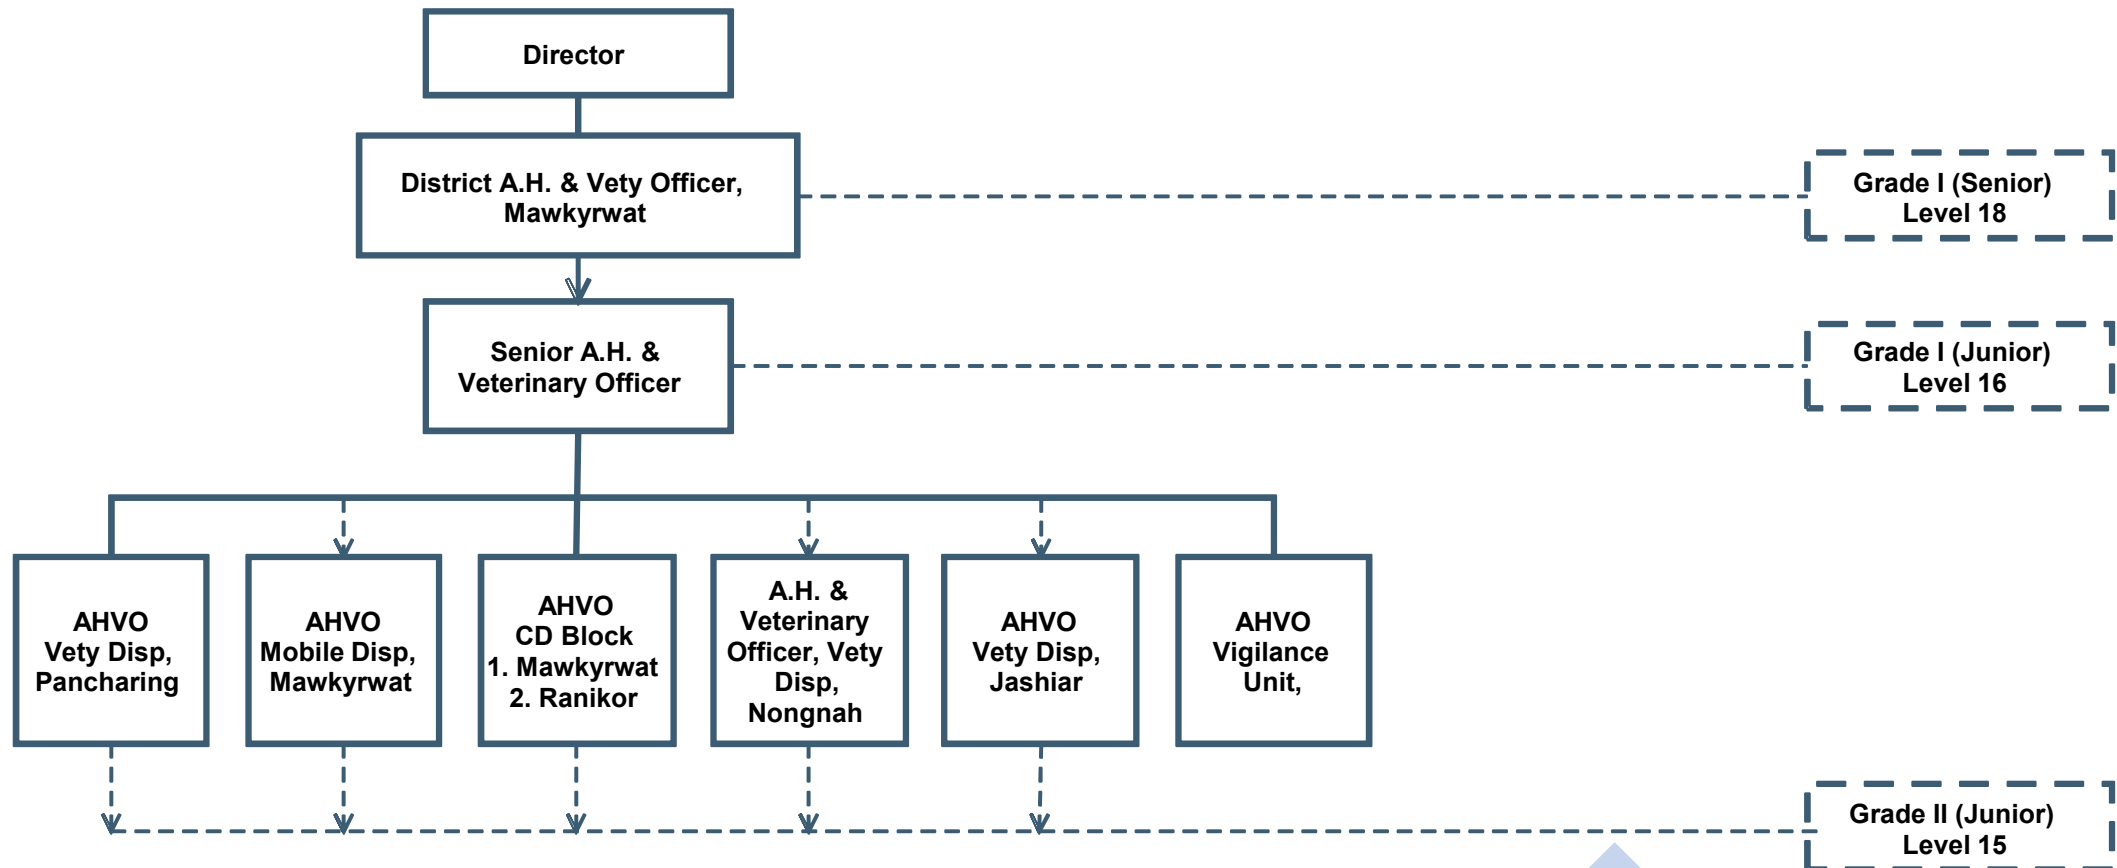 Director
District A.H. & Vety Officer,
Mawkyrwat
Grade I (Senior)
Level 18
Senior A.H. &
Veterinary Officer
Grade I (Junior)
Level 16
AHVO
Vety Disp,
Pancharing
AHVO
Mobile Disp,
Mawkyrwat
AHVO
CD Block
1. Mawkyrwat
2. Ranikor
A.H. &
Veterinary
Officer, Vety
Disp,
Nongnah
AHVO
Vety Disp,
Jashiar
AHVO
Vigilance
Unit,
Grade II (Junior)
Level 15